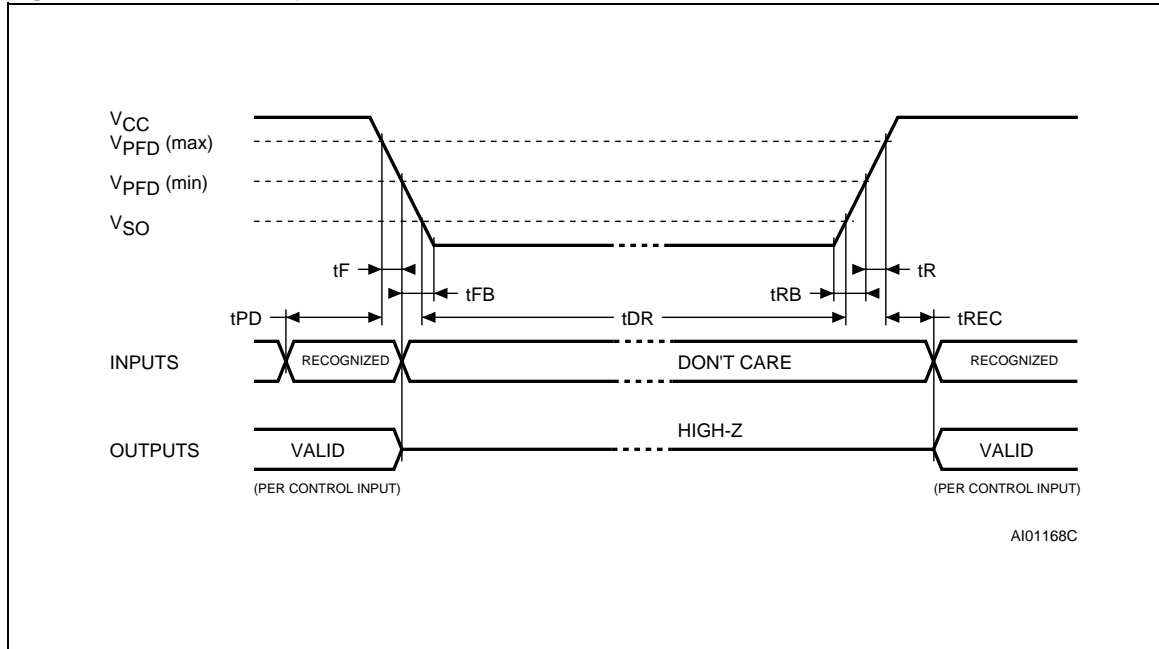 VCC
VPFD (max)
VPFD (min)
VSO
tF
tR
tFB
tRB
tPD
tDR
tREC
INPUTS
RECOGNIZED
DON'T CARE
RECOGNIZED
HIGH-Z
OUTPUTS
VALID
VALID
(PER CONTROL INPUT)
(PER CONTROL INPUT)
AI01168C